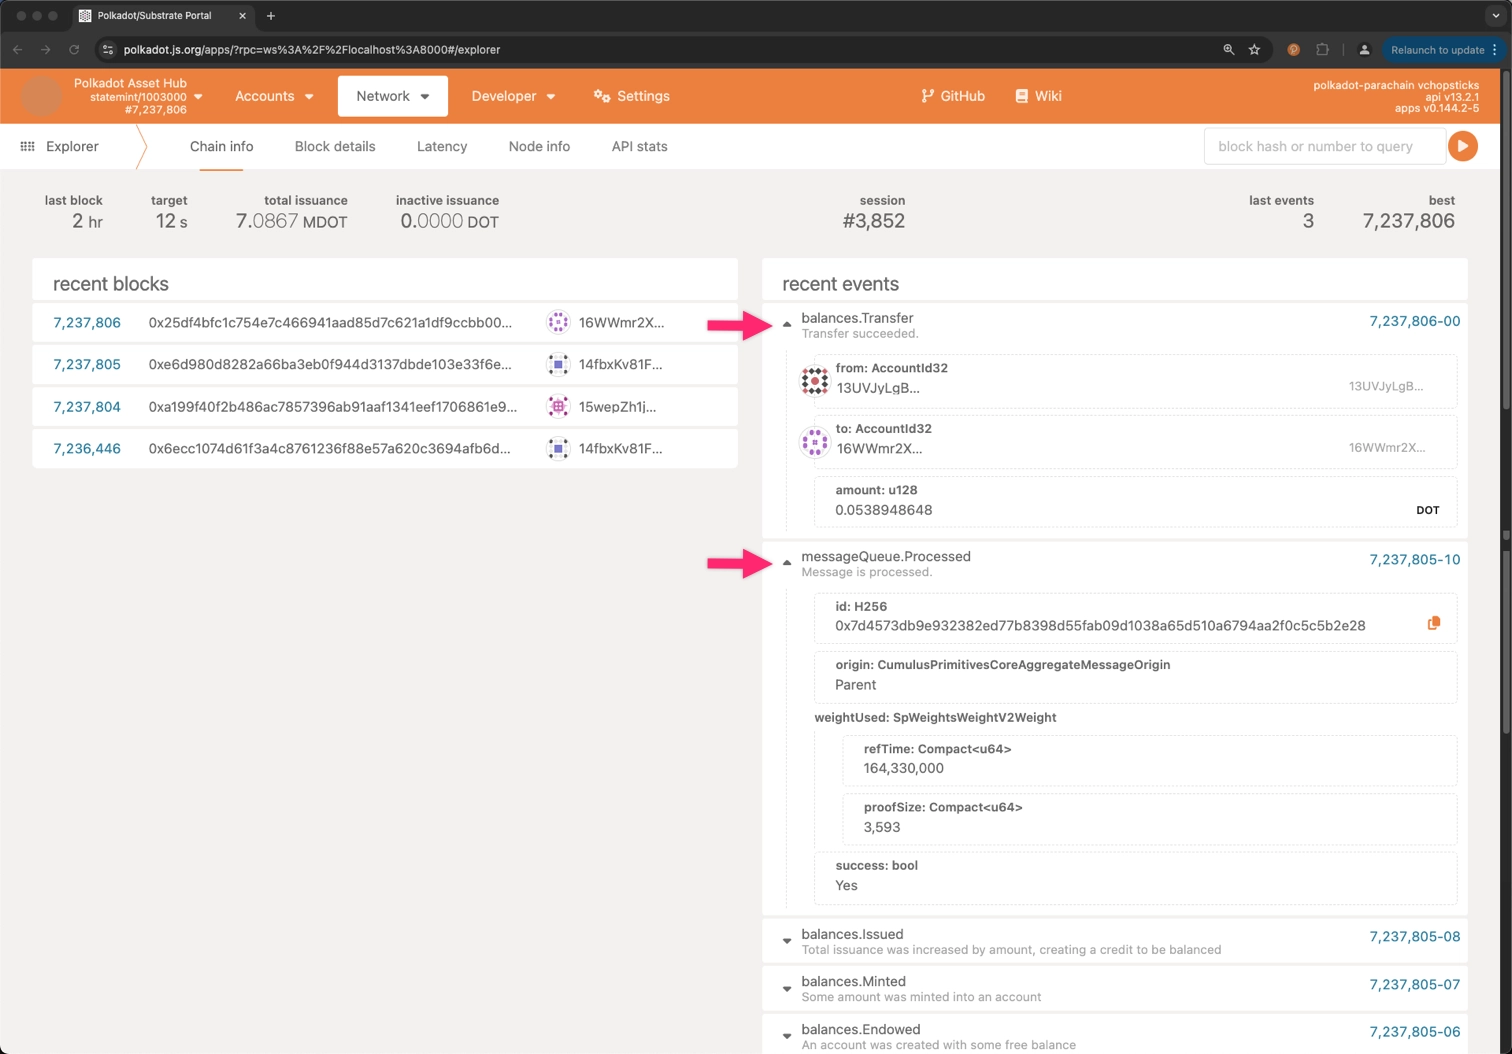 Polkadot/Substrate Portal
polkadot.js.org/apps/?rpc=ws%3A%2F%2Flocalhost%3A8000#/explorer
Relaunch to update
Polkadot Asset Hub
statemint/1003000
#7,237,806
Accounts
Network
Developer
Settings
GitHub
Wiki
polkadot-parachain vchopsticks
api v13.2.1
apps v0.144.2-5
Explorer
Chain info
Block details
Latency
Node info
API stats
block hash or number to query
last block
2 hr
target
12 s
total issuance
7.0867 MDOT
inactive issuance
0.0000 DOT
session
#3,852
last events
3
best
7,237,806
recent blocks
7,237,806 0x25df4bfc1c754e7c466941aad85d7c621a1df9ccbb00... 16WWmr2X...
7,237,805 0xe6d980d8282a66ba3eb0f944d3137dbde103e33f6e... 14fbxKv81F...
7,237,804 0xa199f40f2b486ac7857396ab91aaf1341eef1706861e9... 15wepZh1j...
7,236,446 0x6ecc1074d61f3a4c8761236f88e57a620c3694afb6d... 14fbxKv81F...
recent events
balances.Transfer 7,237,806-00
Transfer succeeded.
from: AccountId32
13UVJyLgB... 13UVJyLgB...
to: AccountId32
16WWmr2X... 16WWmr2X...
amount: u128
0.0538948648 DOT
messageQueue.Processed 7,237,805-10
Message is processed.
id: H256
0x7d4573db9e932382ed77b8398d55fab09d1038a65d510a6794aa2f0c5c5b2e28
origin: CumulusPrimitivesCoreAggregateMessageOrigin
Parent
weightUsed: SpWeightsWeightV2Weight
refTime: Compact<u64>
164,330,000
proofSize: Compact<u64>
3,593
success: bool
Yes
balances.Issued 7,237,805-08
Total issuance was increased by amount, creating a credit to be balanced
balances.Minted 7,237,805-07
Some amount was minted into an account
balances.Endowed 7,237,805-06
An account was created with some free balance